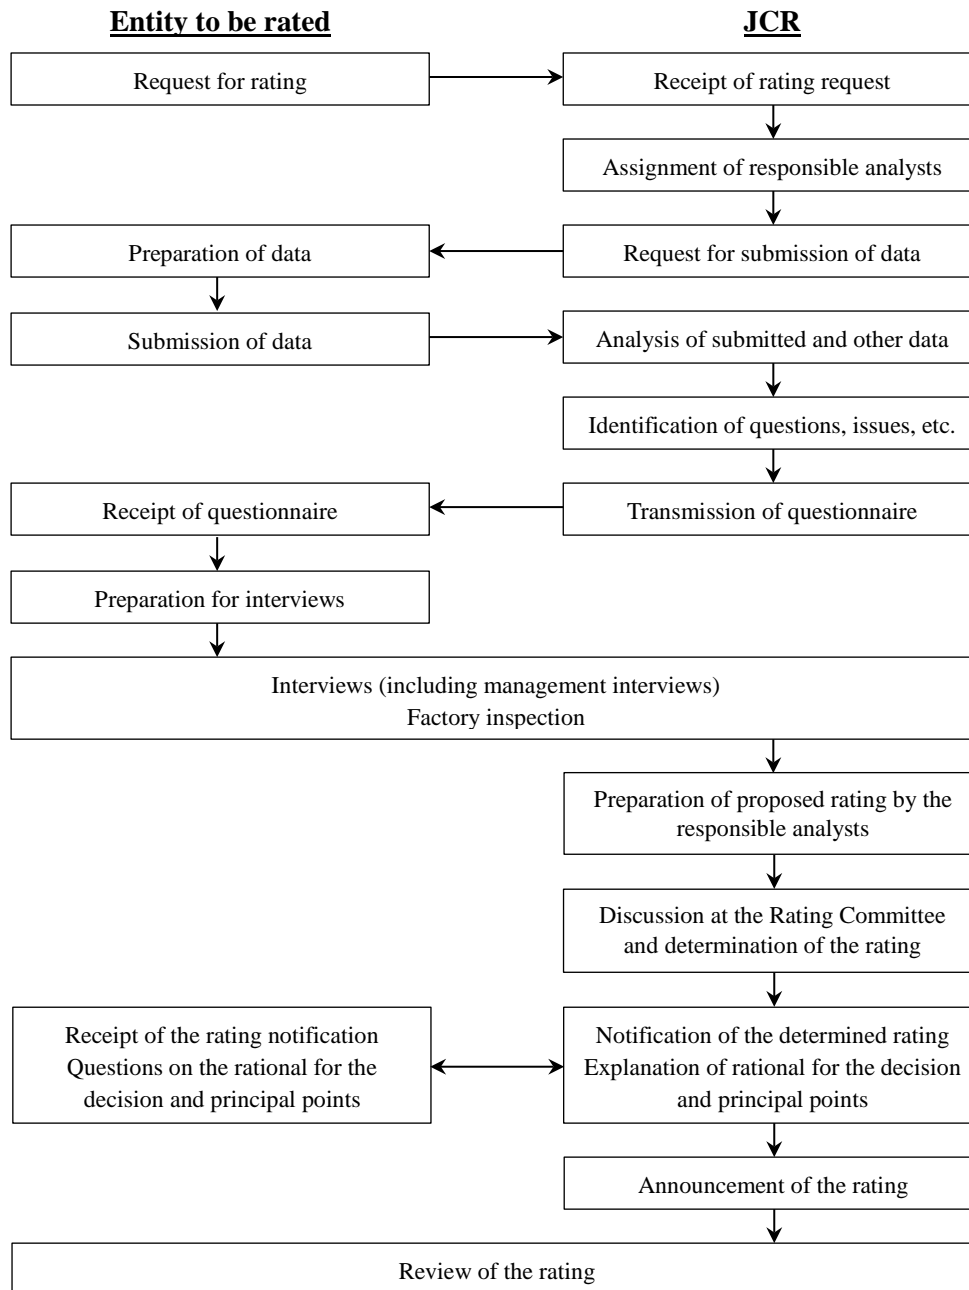 Entity to be rated
JCR
Request for rating
Receipt of rating request
Assignment of responsible analysts
Preparation of data
Request for submission of data
Submission of data
Analysis of submitted and other data
Identification of questions, issues, etc.
Receipt of questionnaire
Transmission of questionnaire
Preparation for interviews
Interviews (including management interviews)
Factory inspection
Preparation of proposed rating by the
responsible analysts
Discussion at the Rating Committee
and determination of the rating
Receipt of the rating notification
Questions on the rational for the
decision and principal points
Notification of the determined rating
Explanation of rational for the decision
and principal points
Announcement of the rating
Review of the rating